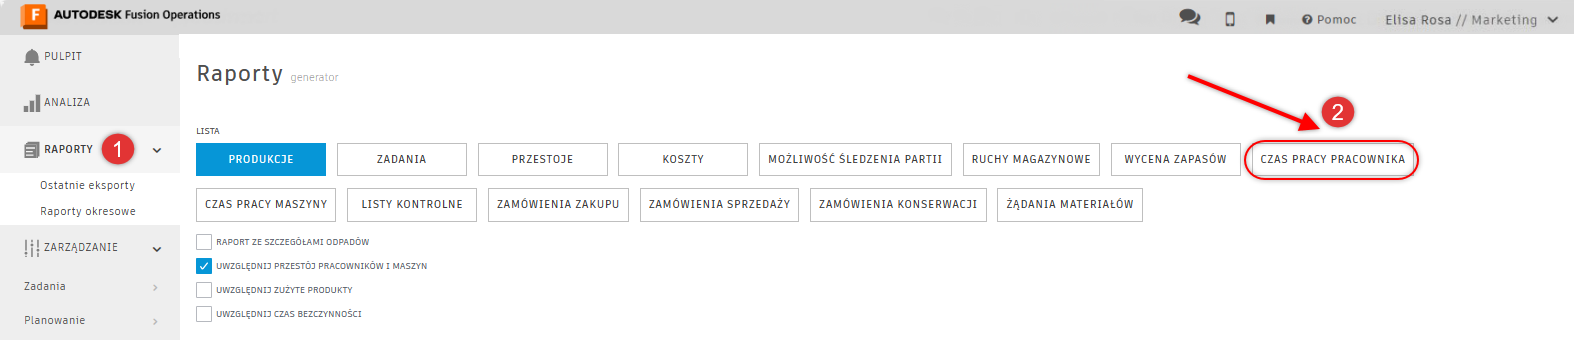 AUTODESK Fusion Operations
Pomoc
Elisa Rosa // Marketing
PULPIT
ANALIZA
RAPORTY 1
Ostatnie eksporty
Raporty okresowe
ZARZĄDZANIE
Zadania
Planowanie
Raporty generator
2
LISTA
PRODUKCJE ZADANIA PRZESTOJE KOSZTY MOŻLIWOŚĆ ŚLEDZENIA PARTII RUCHY MAGAZYNOWE WYCENA ZAPASÓW CZAS PRACY PRACOWNIKA
CZAS PRACY MASZYNY LISTY KONTROLNE ZAMÓWIENIA ZAKUPU ZAMÓWIENIA SPRZEDAŻY ZAMÓWIENIA KONSERWACJI ŻĄDANIA MATERIAŁÓW
RAPORT ZE SZCZEGÓŁAMI ODPADÓW
UWZGLĘDNIJ PRZESTÓJ PRACOWNIKÓW I MASZYN
UWZGLĘDNIJ ZUŻYTE PRODUKTY
UWZGLĘDNIJ CZAS BEZCZYNNOŚCI